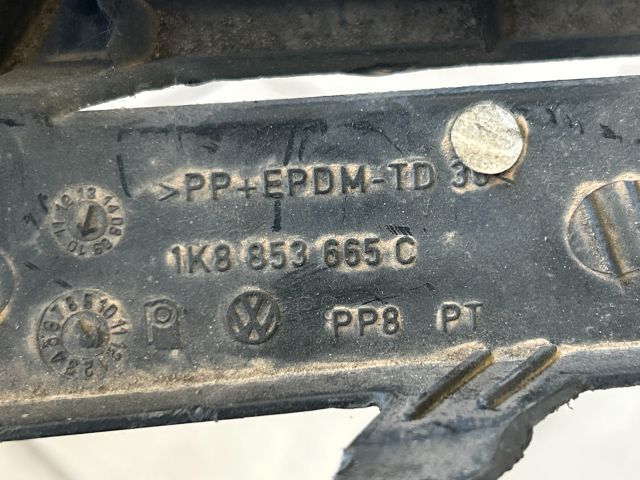 >PP+EPDM-TD 30<
1K8 853 665 C
PP8 PT